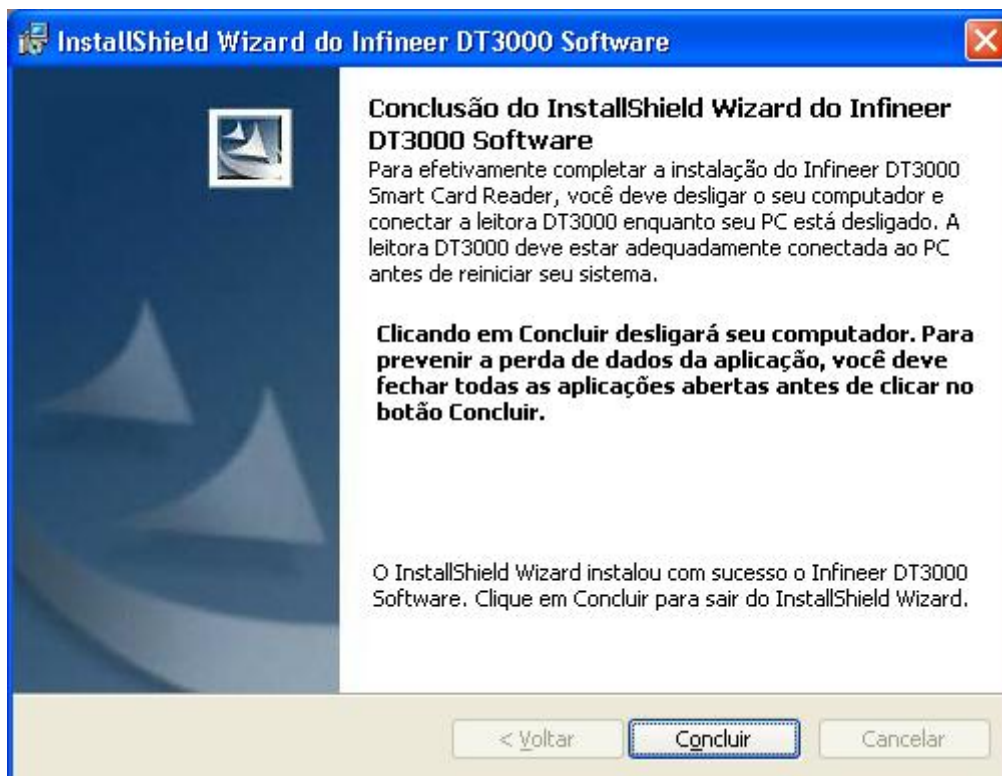 InstallShield Wizard do Infineer DT3000 Software
Conclusão do InstallShield Wizard do Infineer
DT3000 Software
Para efetivamente completar a instalação do Infineer DT3000
Smart Card Reader, você deve desligar o seu computador e
conectar a leitora DT3000 enquanto seu PC está desligado. A
leitora DT3000 deve estar adequadamente conectada ao PC
antes de reiniciar seu sistema.
Clicando em Concluir desligará seu computador. Para
prevenir a perda de dados da aplicação, você deve
fechar todas as aplicações abertas antes de clicar no
botão Concluir.
O InstallShield Wizard instalou com sucesso o Infineer DT3000
Software. Clique em Concluir para sair do InstallShield Wizard.
< Voltar
Concluir
Cancelar